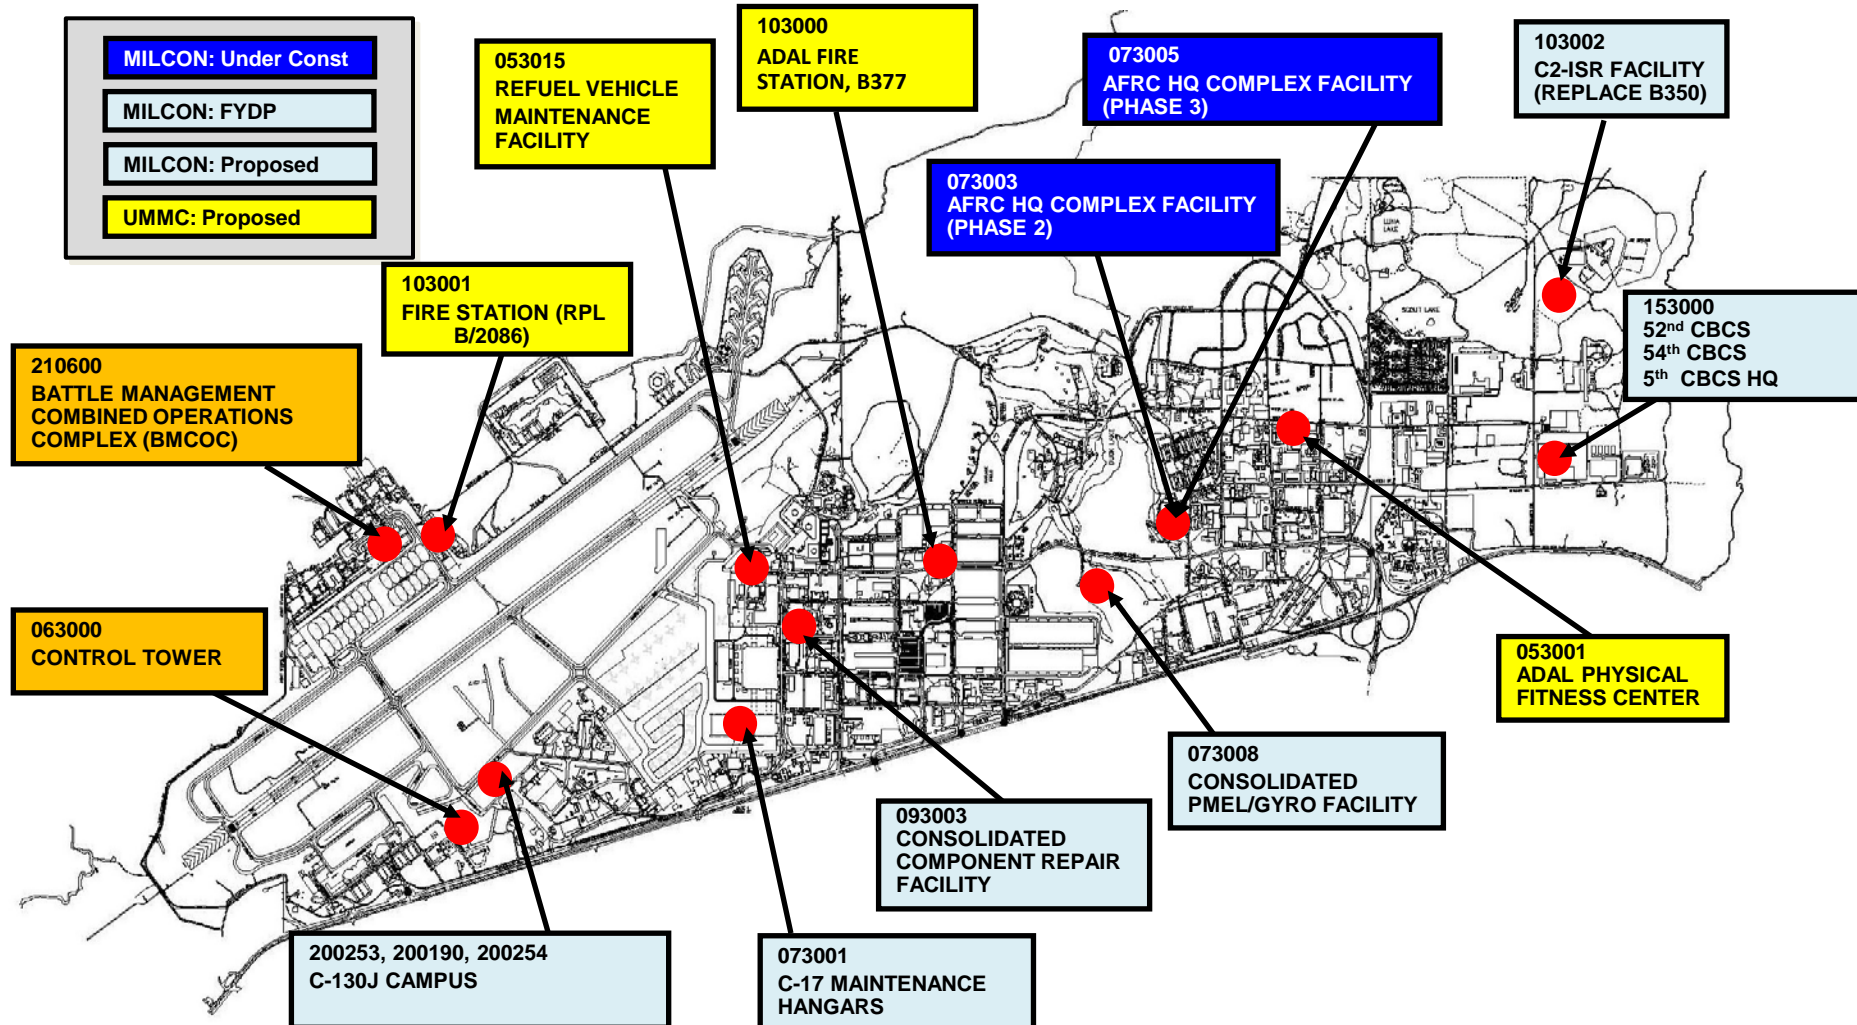 MILCON: Under Const
MILCON: FYDP
MILCON: Proposed
UMMC: Proposed
053015
REFUEL VEHICLE
MAINTENANCE
FACILITY
103000
ADAL FIRE
STATION, B377
073005
AFRC HQ COMPLEX FACILITY
(PHASE 3)
103002
C2-ISR FACILITY
(REPLACE B350)
073003
AFRC HQ COMPLEX FACILITY
(PHASE 2)
103001
FIRE STATION (RPL
B/2086)
153000
52nd CBCS
54th CBCS
5th CBCS HQ
210600
BATTLE MANAGEMENT
COMBINED OPERATIONS
COMPLEX (BMCOC)
SCOUT LAKE
DUCK LAKE
063000
CONTROL TOWER
053001
ADAL PHYSICAL
FITNESS CENTER
073008
CONSOLIDATED
PMEL/GYRO FACILITY
093003
CONSOLIDATED
COMPONENT REPAIR
FACILITY
200253, 200190, 200254
C-130J CAMPUS
073001
C-17 MAINTENANCE
HANGARS